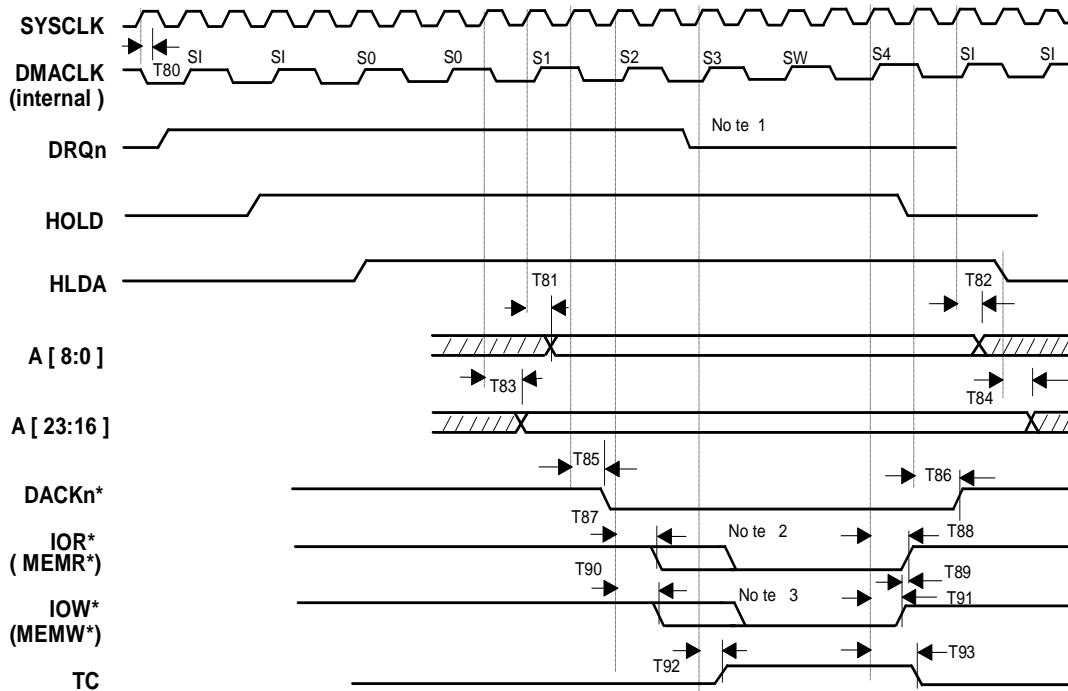 SYSCLK
T80
SI SI S0 S0 S1 S2 S3 SW S4 SI SI
DMACLK
(internal )
No te 1
DRQn
HOLD
HLDA
T81 T82
A [ 8:0 ]
T83 T84
A [ 23:16 ]
T85 T86
DACKn*
T87 No te 2 T88
IOR*
( MEMR*)
T90 T89
IOW* No te 3 T91
(MEMW*)
T92 T93
TC